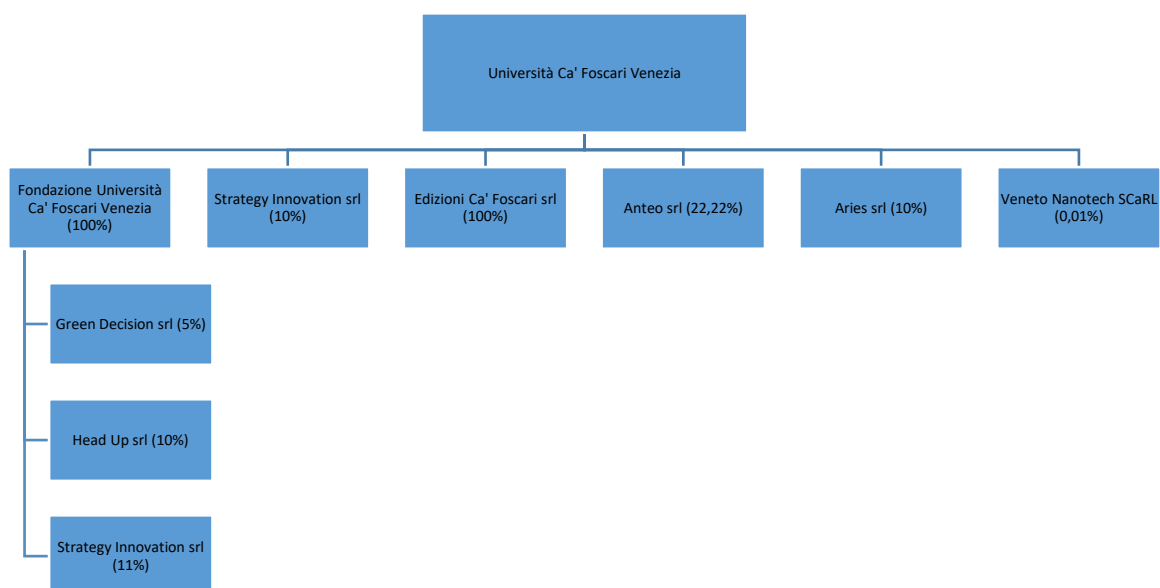 Università Ca' Foscari Venezia
Fondazione Università
Ca' Foscari Venezia
(100%)
Strategy Innovation srl
(10%)
Edizioni Ca' Foscari srl
(100%)
Anteo srl (22,22%)
Aries srl (10%)
Veneto Nanotech SCaRL
(0,01%)
Green Decision srl (5%)
Head Up srl (10%)
Strategy Innovation srl
(11%)